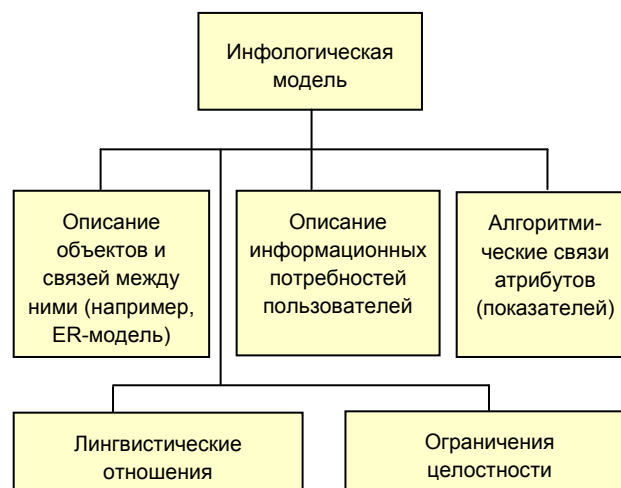 Инфологическая
модель
Описание
объектов и
связей между
ними (например,
ER-модель)
Описание
информационных
потребностей
пользователей
Алгоритми-
ческие связи
атрибутов
(показателей)
Лингвистические
отношения
Ограничения
целостности